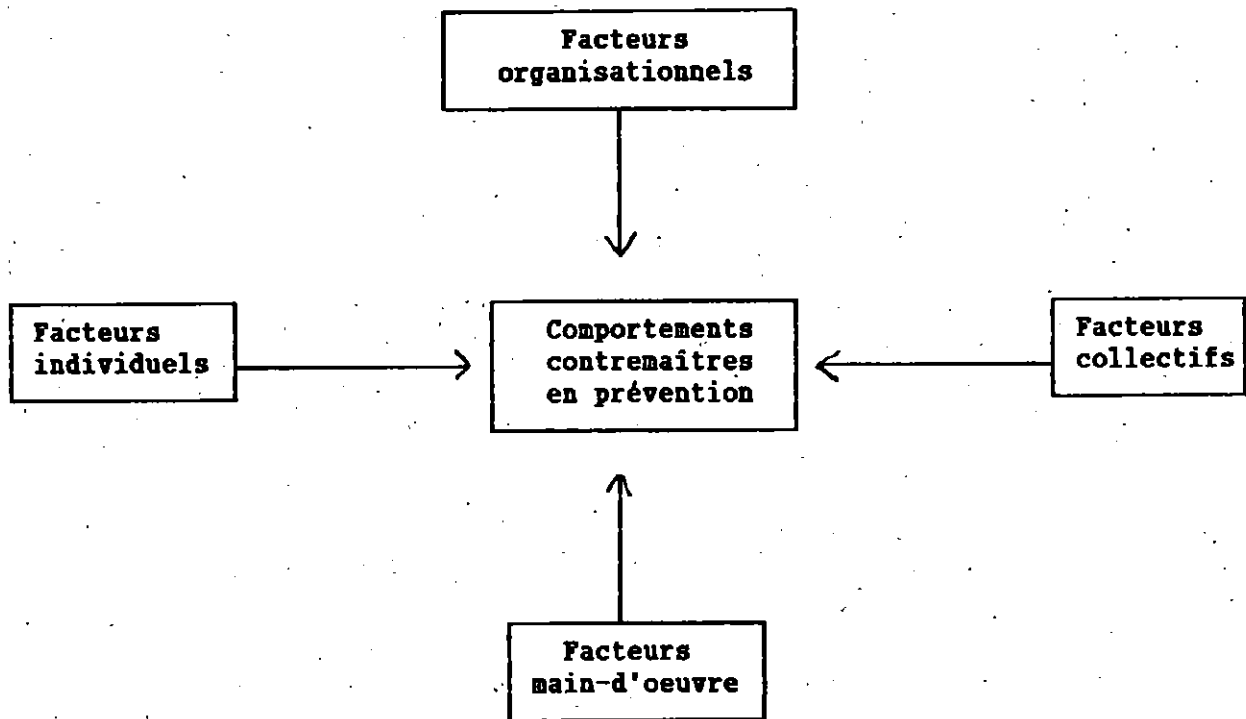 Facteurs
organisationnels
Facteurs
individuels
Comportements
contremaîtres
en prévention
Facteurs
collectifs
Facteurs
main-d'oeuvre